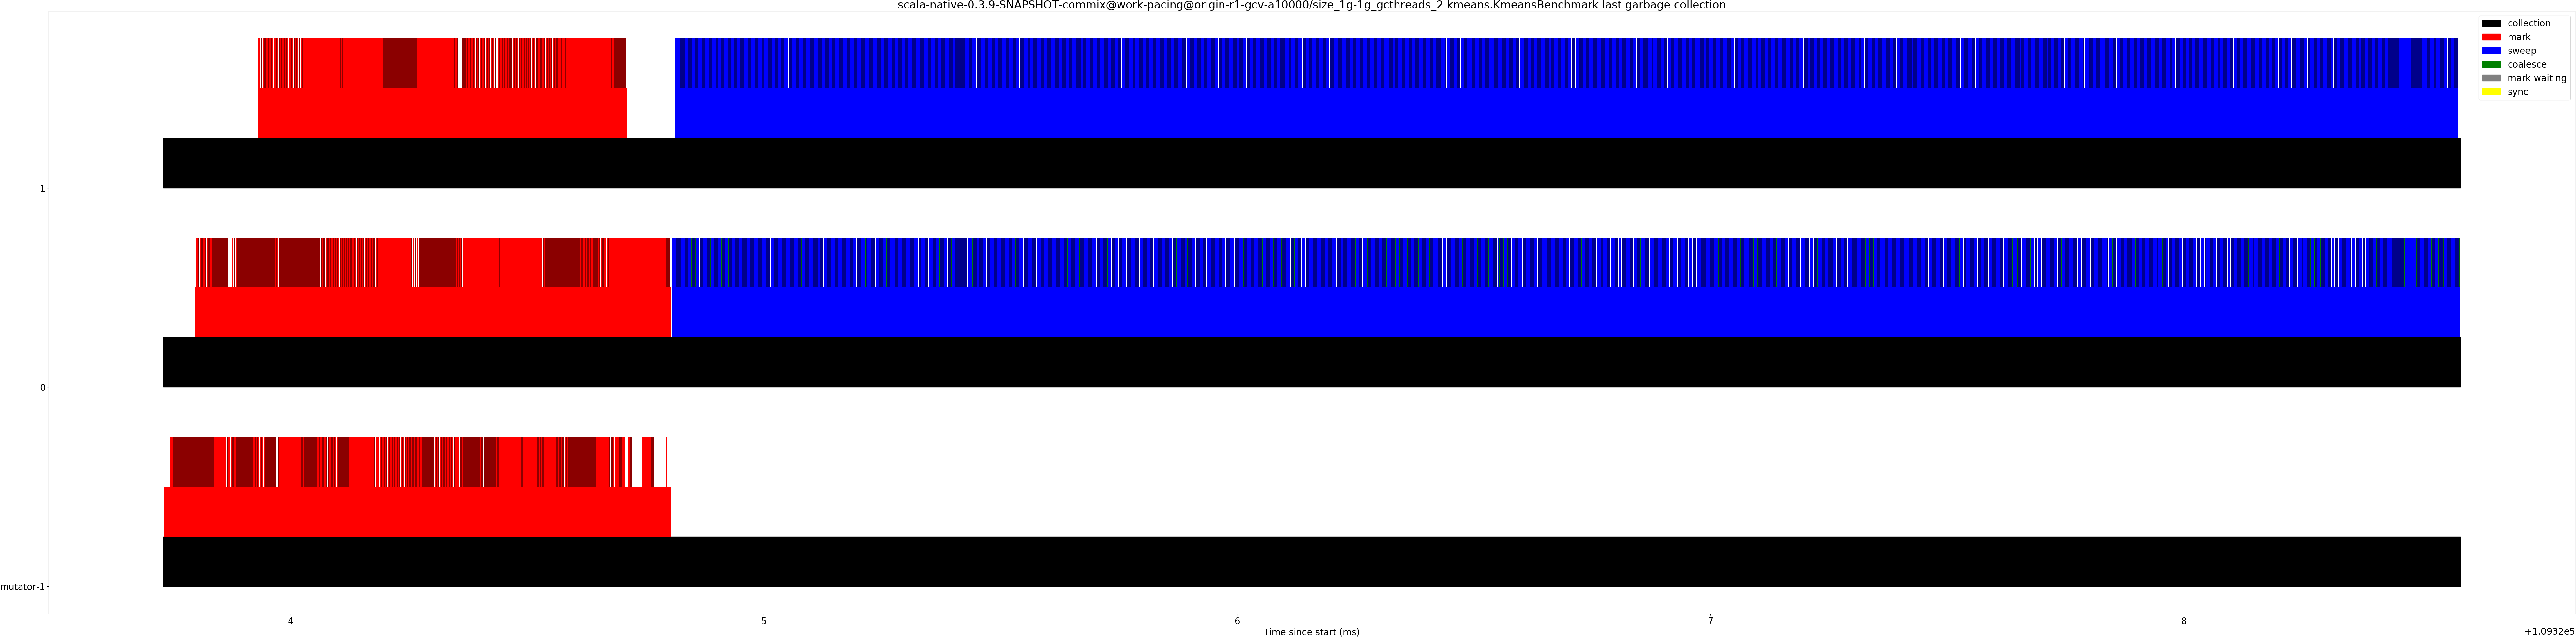 scala-native-0.3.9-SNAPSHOT-commix@work-pacing@origin-r1-gcv-a10000/size_1g-1g_gcthreads_2 kmeans.KmeansBenchmark last garbage collection
collection
mark
sweep
coalesce
mark waiting
sync
1
0
mutator-1
4 5 6 7 8
Time since start (ms)
+1.0932e5